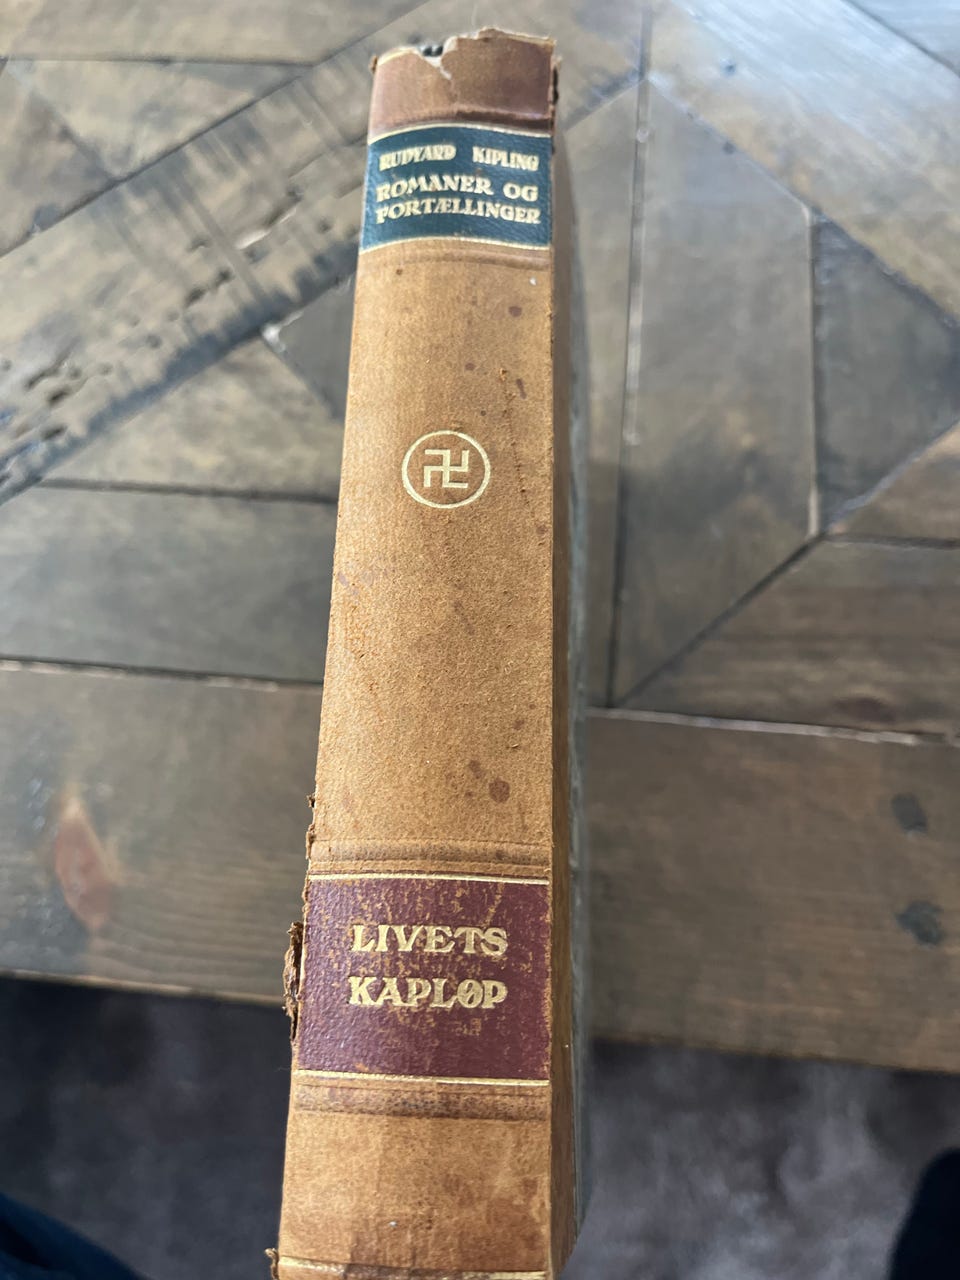 RUDYARD KIPLING
ROMANER OG
FORTÆLLINGER
LIVETS
KAPLØP